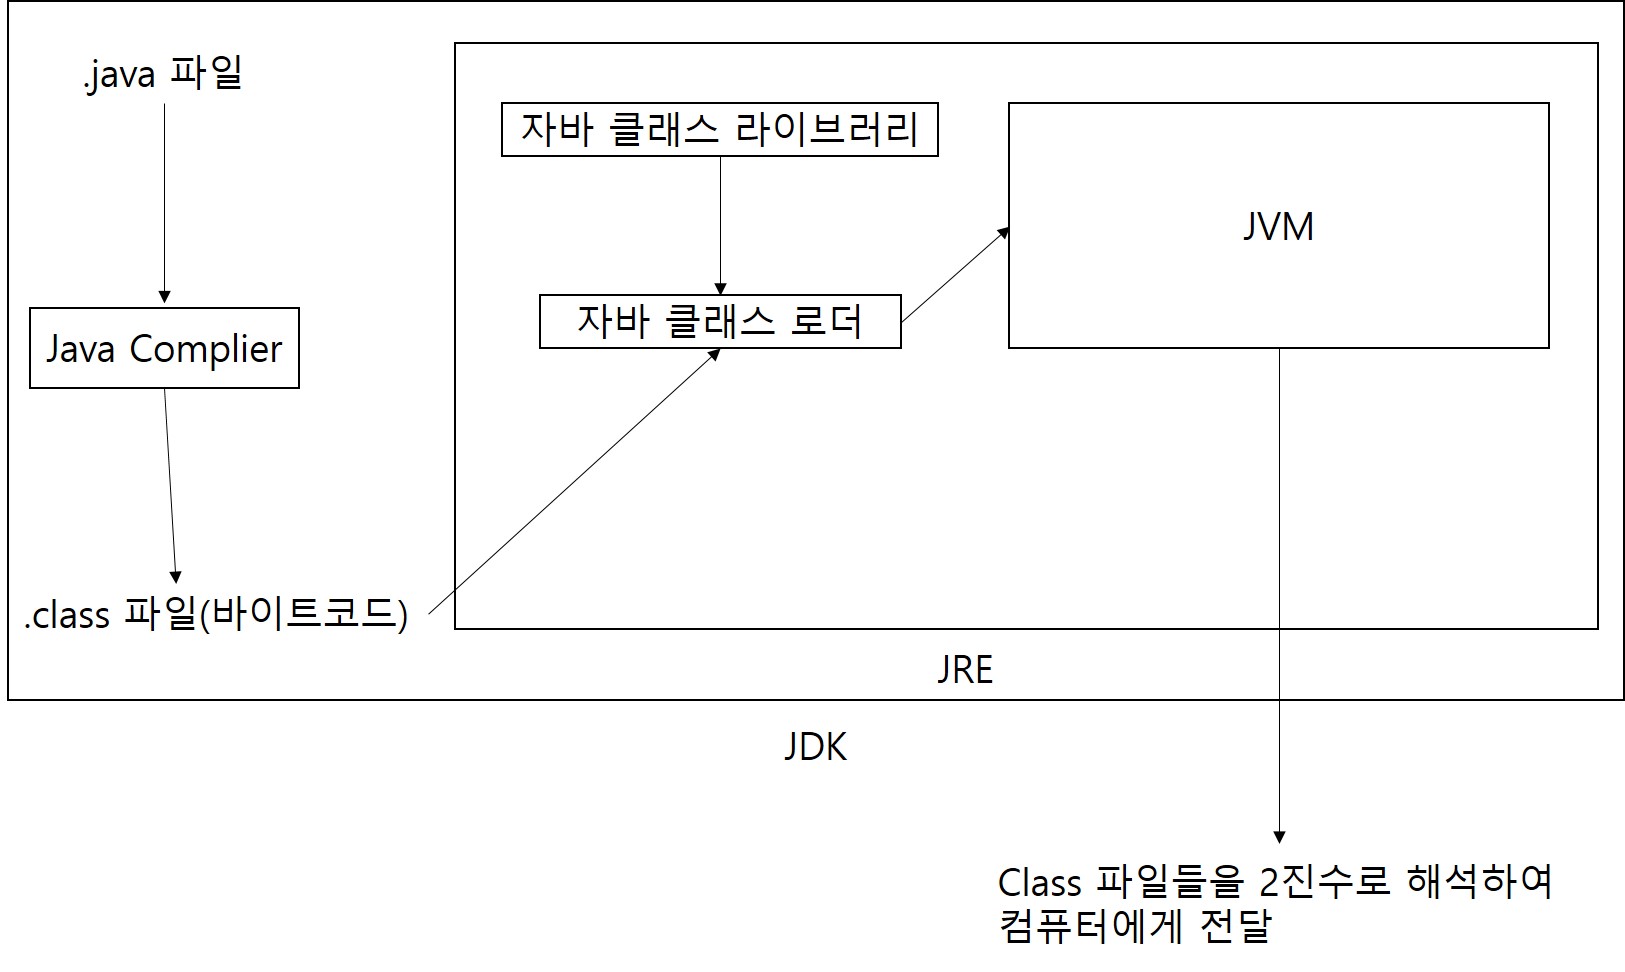 .java 파일
자바 클래스 라이브러리
JVM
자바 클래스 로더
Java Complier
.class 파일(바이트코드)
JRE
JDK
Class 파일들을 2진수로 해석하여
컴퓨터에게 전달